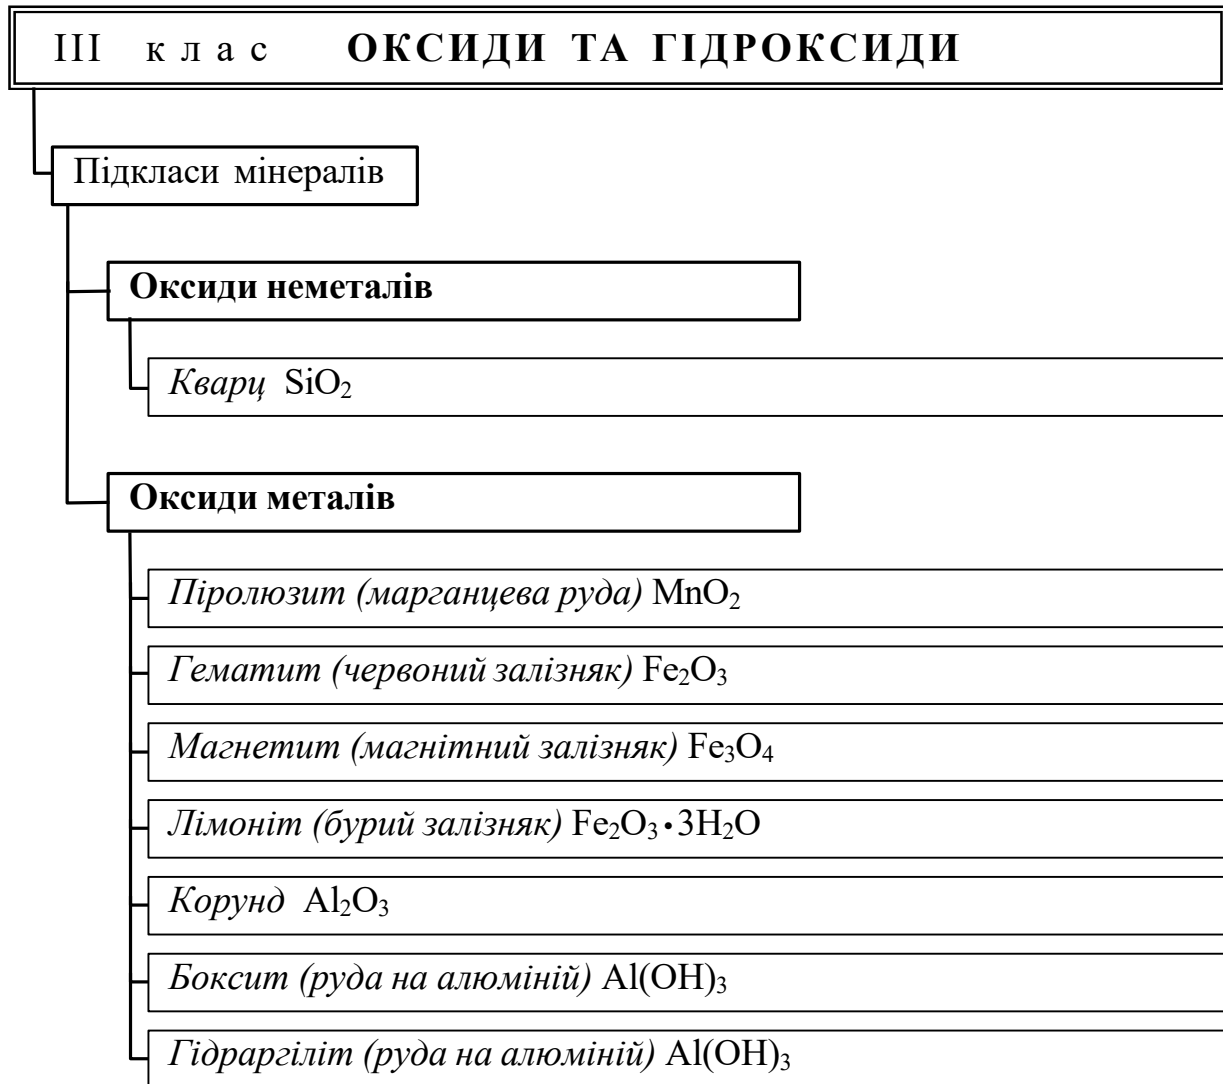 ІІІ клас ОКСИДИ ТА ГІДРОКСИДИ
Підкласи мінералів
Оксиди неметалів
Кварц SiO₂
Оксиди металів
Піролюзит (марганцева руда) MnO₂
Гематит (червоний залізняк) Fe₂O₃
Магнетит (магнітний залізняк) Fe₃O₄
Лімоніт (бурий залізняк) Fe₂O₃•3H₂O
Корунд Al₂O₃
Боксит (руда на алюміній) Al(OH)₃
Гідраргіліт (руда на алюміній) Al(OH)₃